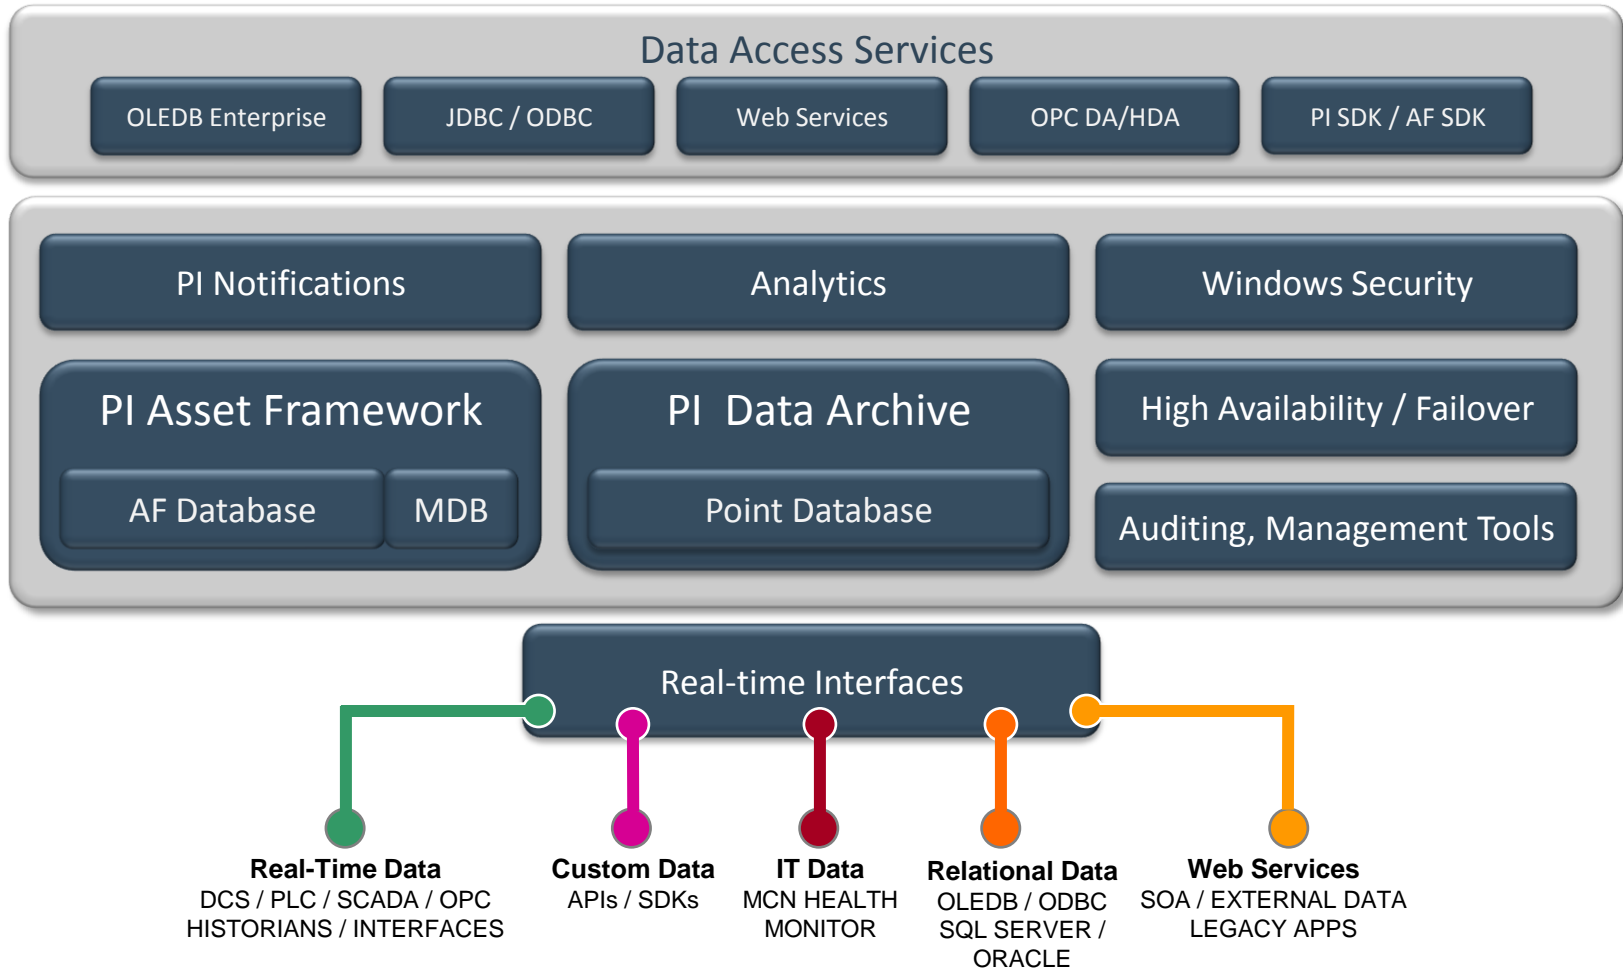 Data Access Services
OLEDB Enterprise
JDBC / ODBC
Web Services
OPC DA/HDA
PI SDK / AF SDK
PI Notifications
Analytics
Windows Security
PI Asset Framework
AF Database
MDB
PI  Data Archive
Point Database
High Availability / Failover
Auditing, Management Tools
Real-time Interfaces
Real-Time Data
DCS / PLC / SCADA / OPC
HISTORIANS / INTERFACES
Custom Data
APIs / SDKs
IT Data
MCN HEALTH
MONITOR
Relational Data
OLEDB / ODBC
SQL SERVER /
ORACLE
Web Services
SOA / EXTERNAL DATA
LEGACY APPS